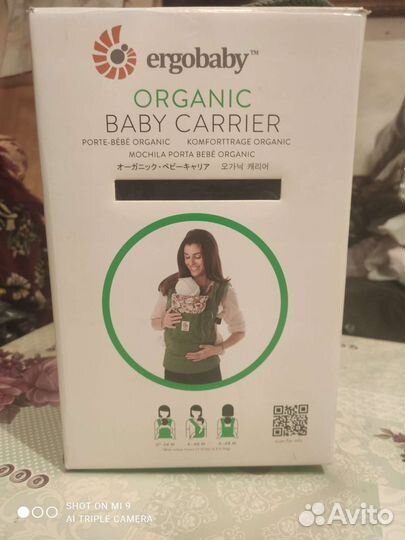 ergobaby™
ORGANIC
BABY CARRIER
PORTE-BÉBÉ ORGANIC KOMFORTTRAGE ORGANIC
MOCHILA PORTA BEBÉ ORGANIC
オーガニック・ベビーキャリア 오가닉 캐리어
SHOT ON MI 9
AI TRIPLE CAMERA
Avito